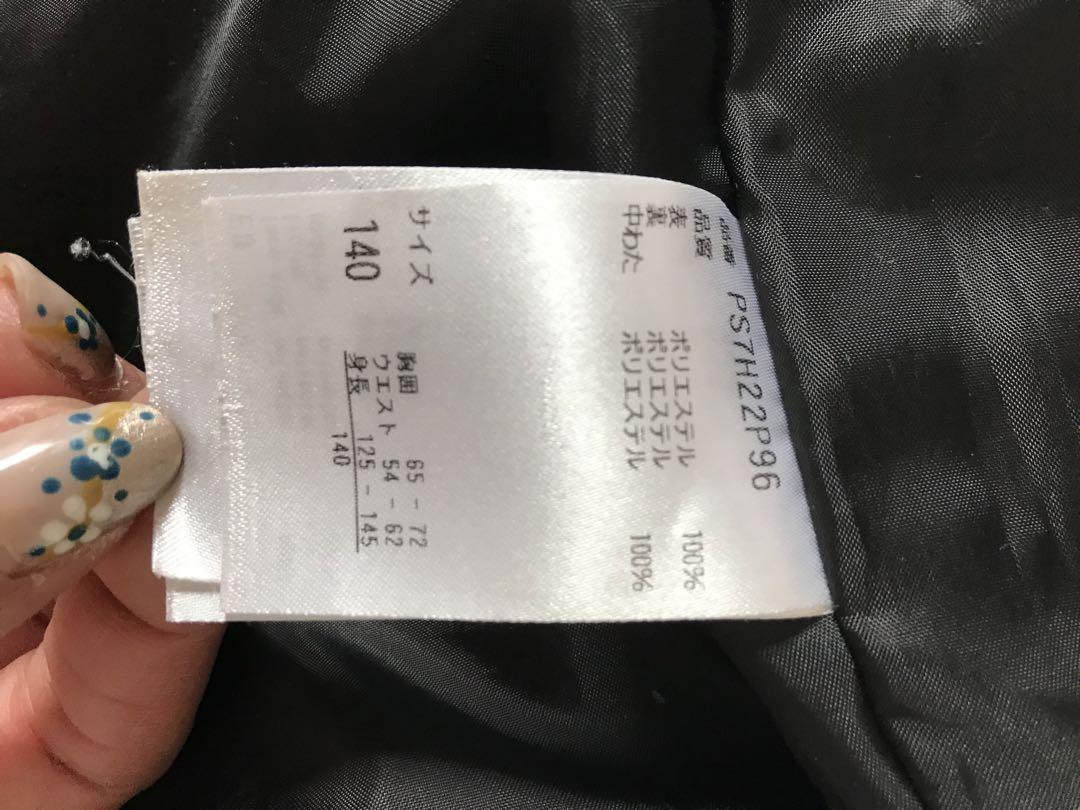 品番 PS7H22P96
品質
表 ポリエステル 100%
裏 ポリエステル
中わた ポリエステル 100%
サイズ
140
胸囲 65 - 72
ウエスト 54 - 62
身長 125 - 145
140